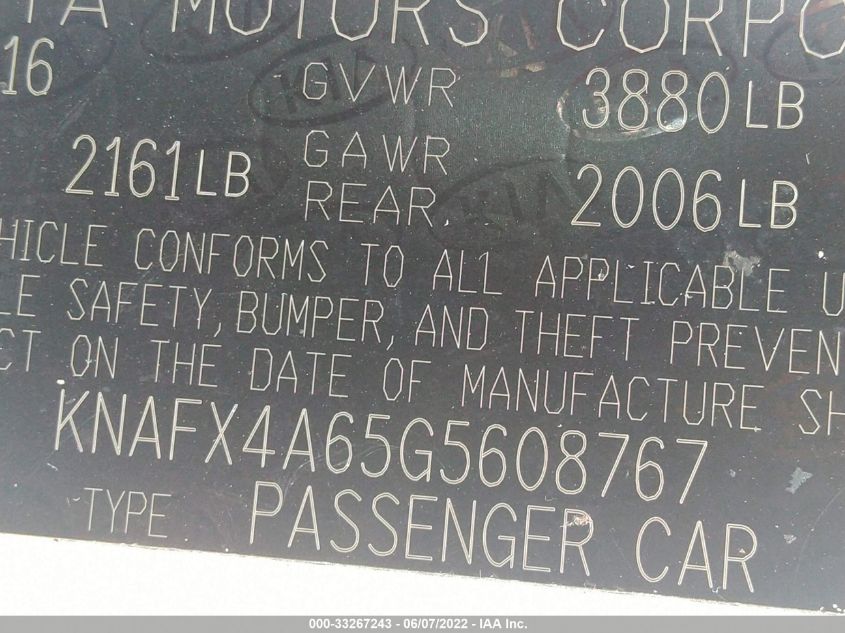 MOTORS CORPO
16 GVWR 3880LB
2161LB GAWR REAR 2006LB
HICLE CONFORMS TO ALL APPLICABLE U
LE SAFETY, BUMPER, AND THEFT PREVEN
CT ON THE DATE OF MANUFACTURE SH
KNAFX4A65G5608767
TYPE PASSENGER CAR
000-33267243 - 06/07/2022 - IAA Inc.